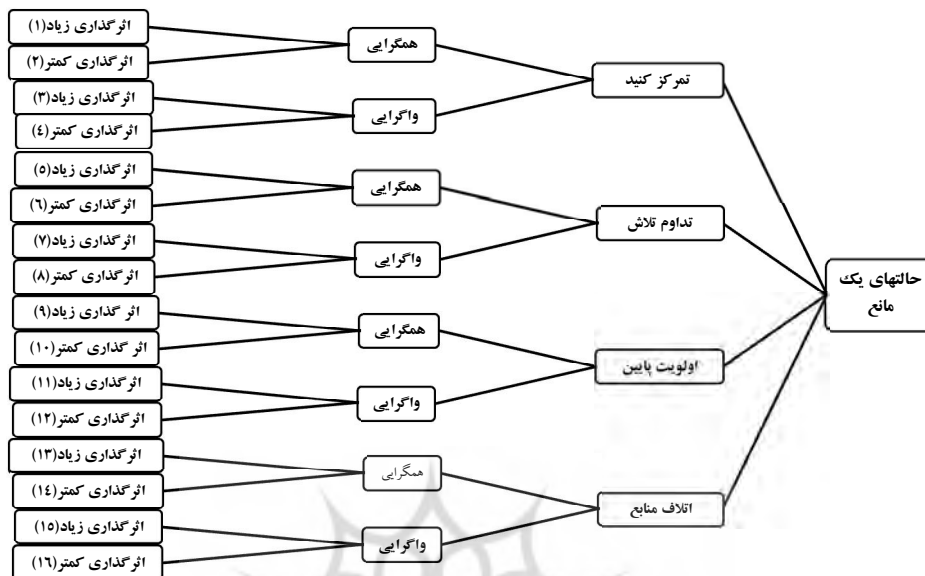 حالتهای یک
مانع
تمرکز کنید
همگرایی
اثرگذاری زیاد(۱)
اثرگذاری کمتر(۲)
واگرایی
اثرگذاری زیاد(۳)
اثرگذاری کمتر(٤)
تداوم تلاش
همگرایی
اثرگذاری زیاد(٥)
اثرگذاری کمتر(٦)
واگرایی
اثرگذاری زیاد(۷)
اثرگذاری کمتر(۸)
اولویت پایین
همگرایی
اثر گذاری زیاد(۹)
اثر گذاری کمتر(۱۰)
واگرایی
اثرگذاری زیاد(۱۱)
اثرگذاری کمتر(۱۲)
اتلاف منابع
همگرایی
اثرگذاری زیاد(۱۳)
اثرگذاری کمتر(۱٤)
واگرایی
اثرگذاری زیاد(۱٥)
اثرگذاری کمتر(۱٦)